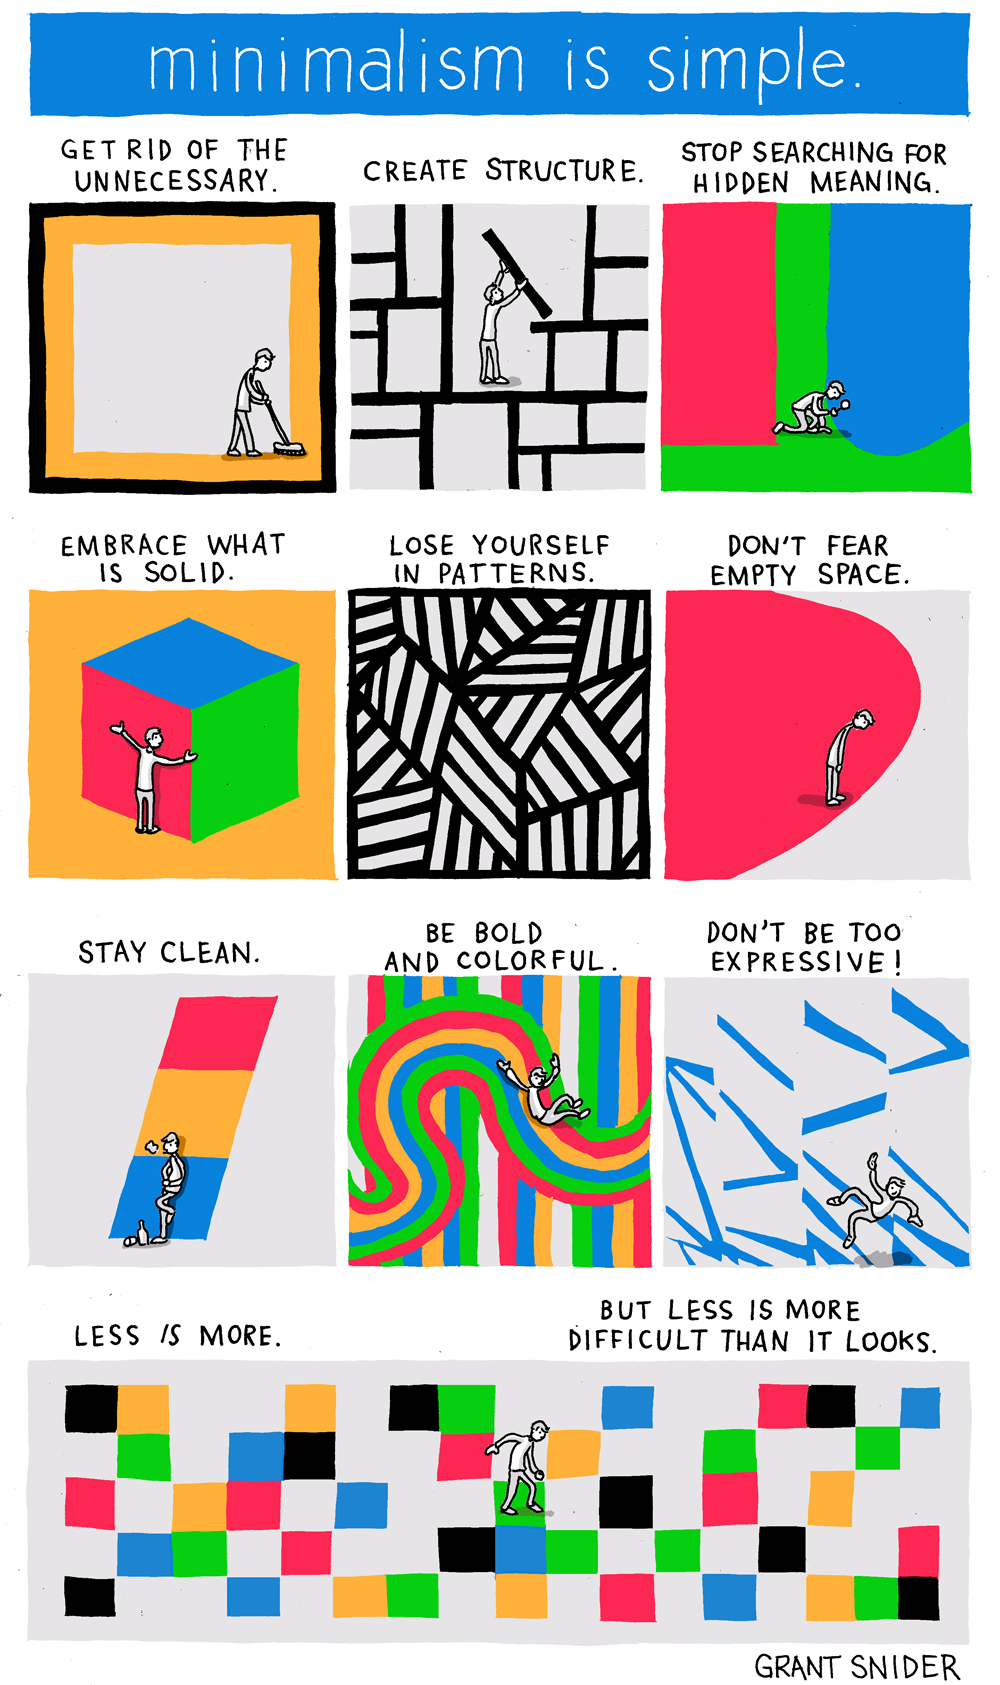 minimalism is simple.
GET RID OF THE
UNNECESSARY.
CREATE STRUCTURE.
STOP SEARCHING FOR
HIDDEN MEANING.
EMBRACE WHAT
IS SOLID.
LOSE YOURSELF
IN PATTERNS.
DON'T FEAR
EMPTY SPACE.
STAY CLEAN.
BE BOLD
AND COLORFUL.
DON'T BE TOO
EXPRESSIVE!
LESS IS MORE.
BUT LESS IS MORE
DIFFICULT THAN IT LOOKS.
GRANT SNIDER